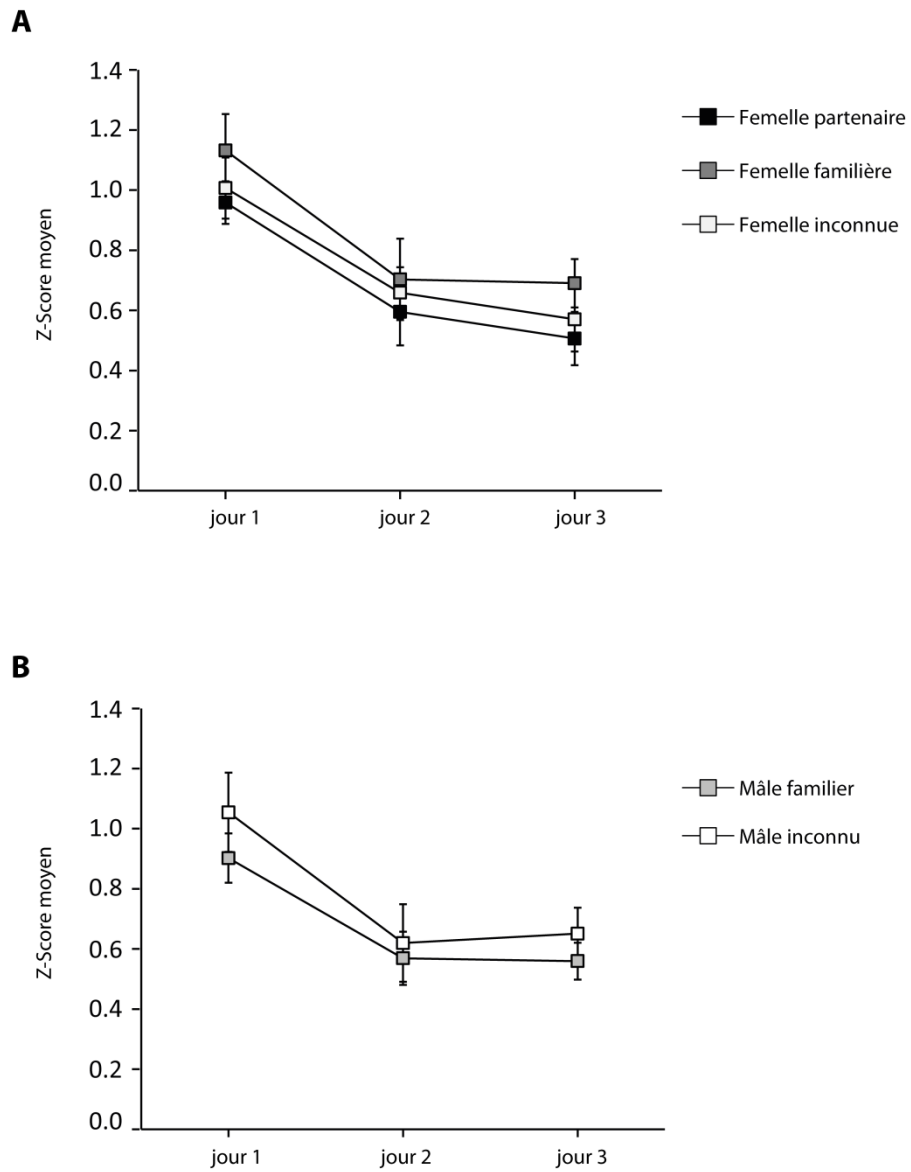 A
1.4
1.2
1.0
0.8
0.6
0.4
0.2
0.0
Z-Score moyen
jour 1
jour 2
jour 3
Femelle partenaire
Femelle familière
Femelle inconnue
B
1.4
1.2
1.0
0.8
0.6
0.4
0.2
0.0
Z-Score moyen
jour 1
jour 2
jour 3
Mâle familier
Mâle inconnu